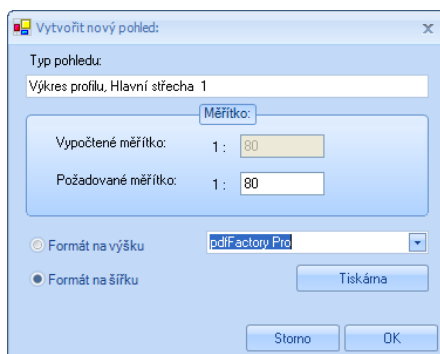 Vytvořit nový pohled:
Typ pohledu:
Výkres profilu, Hlavní střecha 1
Měřítko:
Vypočtené měřítko: 1 : 80
Požadované měřítko: 1 : 80
Formát na výšku
pdfFactory Pro
Formát na šířku
Tiskárna
Storno
OK